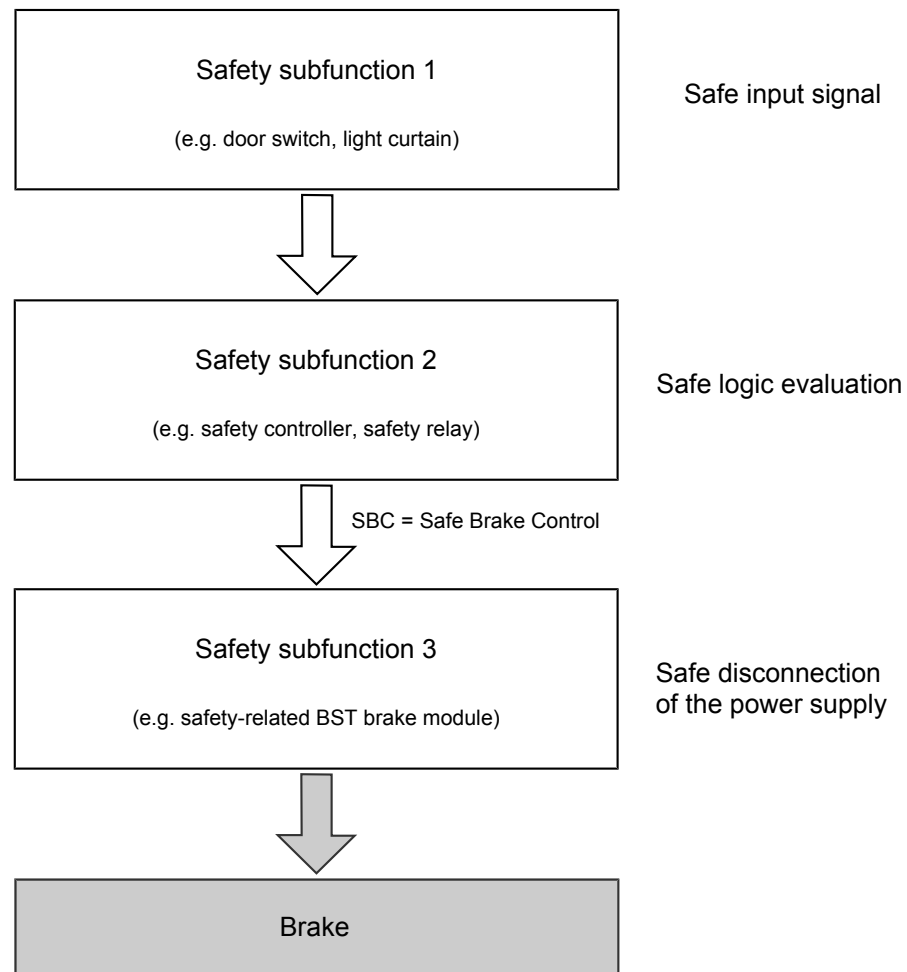 Safety subfunction 1
Safe input signal
(e.g. door switch, light curtain)
Safety subfunction 2
Safe logic evaluation
(e.g. safety controller, safety relay)
SBC = Safe Brake Control
Safety subfunction 3
Safe disconnection
of the power supply
(e.g. safety-related BST brake module)
Brake